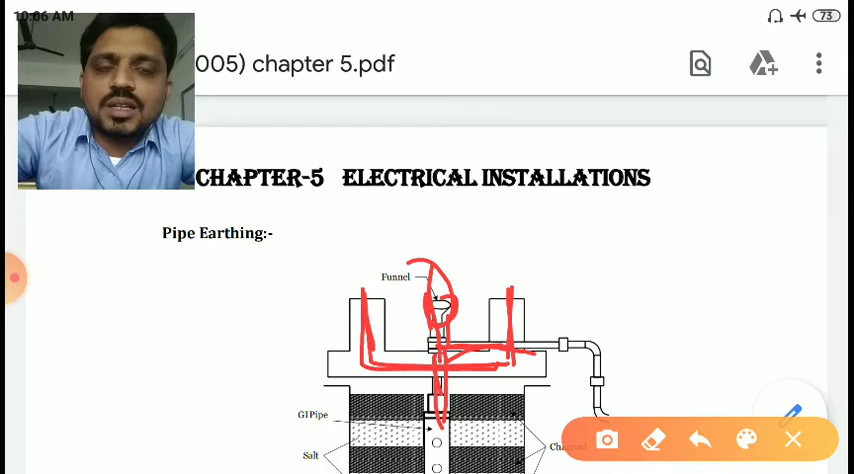 10:06 AM
73
005) chapter 5.pdf
CHAPTER-5 ELECTRICAL INSTALLATIONS
Pipe Earthing:-
Funnel
GI Pipe
Salt